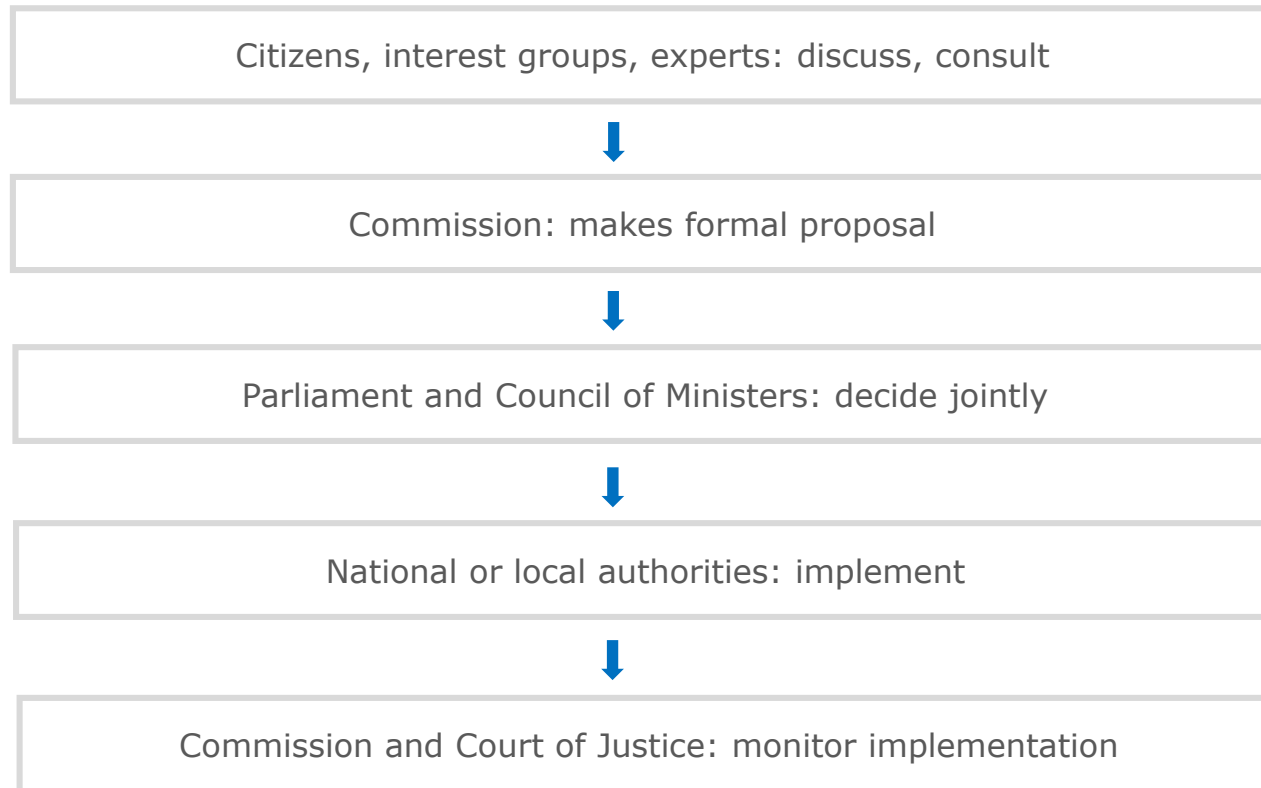 Citizens, interest groups, experts: discuss, consult
Commission: makes formal proposal
Parliament and Council of Ministers: decide jointly
National or local authorities: implement
Commission and Court of Justice: monitor implementation